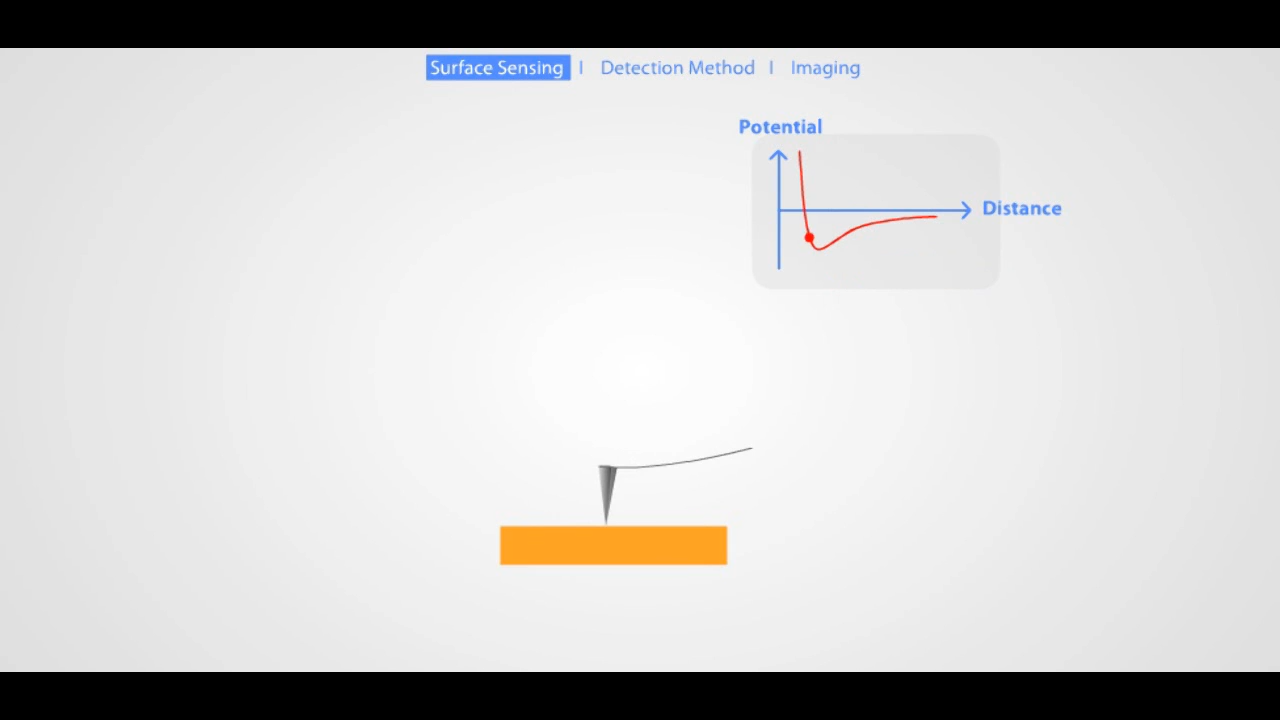 Surface Sensing | Detection Method | Imaging
Potential
Distance